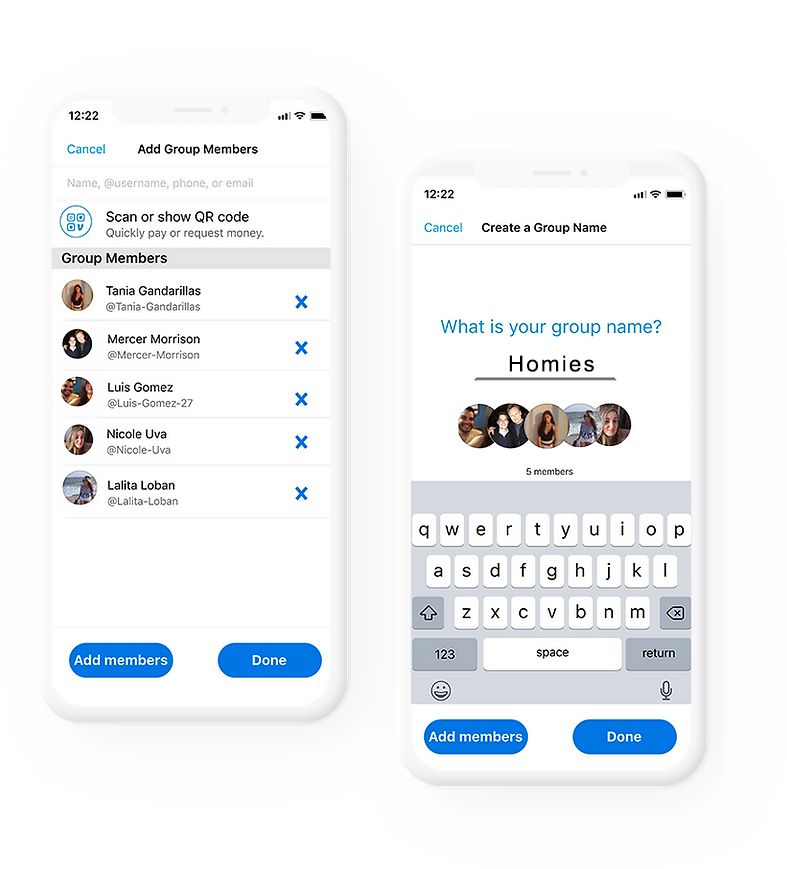 12:22
Cancel
Add Group Members
Name, @username, phone, or email
Scan or show QR code
Quickly pay or request money.
Group Members
Tania Gandarillas
@Tania-Gandarillas
Mercer Morrison
@Mercer-Morrison
Luis Gomez
@Luis-Gomez-27
Nicole Uva
@Nicole-Uva
Lalita Loban
@Lalita-Loban
Add members
Done
12:22
Cancel
Create a Group Name
What is your group name?
Homies
5 members
q w e r t y u i o p
a s d f g h j k l
z x c v b n m
123 space return
Add members
Done